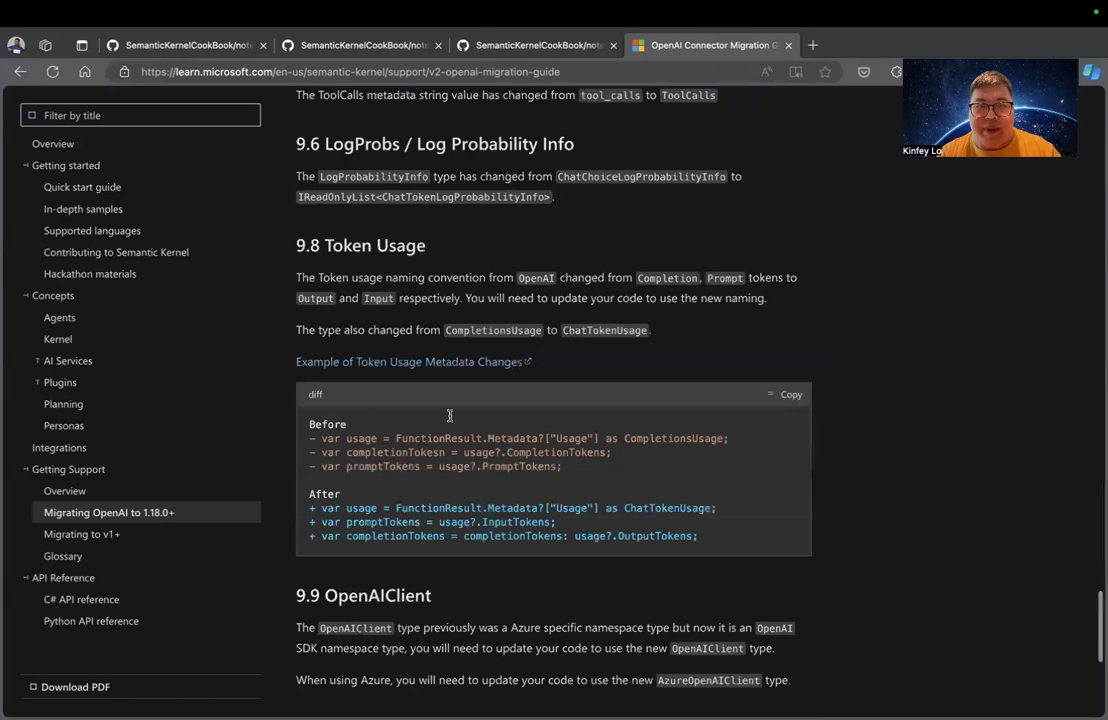 SemanticKernelCookBook/note
SemanticKernelCookBook/note
SemanticKernelCookBook/note
OpenAI Connector Migration G
https://learn.microsoft.com/en-us/semantic-kernel/support/v2-openai-migration-guide
Kinfey Lo
Filter by title
Overview
Getting started
Quick start guide
In-depth samples
Supported languages
Contributing to Semantic Kernel
Hackathon materials
Concepts
Agents
Kernel
AI Services
Plugins
Planning
Personas
Integrations
Getting Support
Overview
Migrating OpenAI to 1.18.0+
Migrating to v1+
Glossary
API Reference
C# API reference
Python API reference
Download PDF
The ToolCalls metadata string value has changed from tool_calls to ToolCalls
9.6 LogProbs / Log Probability Info
The LogProbabilityInfo type has changed from ChatChoiceLogProbabilityInfo to
IReadOnlyList<ChatTokenLogProbabilityInfo>.
9.8 Token Usage
The Token usage naming convention from OpenAI changed from Completion, Prompt tokens to
Output and Input respectively. You will need to update your code to use the new naming.
The type also changed from CompletionsUsage to ChatTokenUsage.
Example of Token Usage Metadata Changes
diff
Copy
Before
- var usage = FunctionResult.Metadata?["Usage"] as CompletionsUsage;
- var completionTokesn = usage?.CompletionTokens;
- var promptTokens = usage?.PromptTokens;
After
+ var usage = FunctionResult.Metadata?["Usage"] as ChatTokenUsage;
+ var promptTokens = usage?.InputTokens;
+ var completionTokens = completionTokens: usage?.OutputTokens;
9.9 OpenAIClient
The OpenAIClient type previously was a Azure specific namespace type but now it is an OpenAI
SDK namespace type, you will need to update your code to use the new OpenAIClient type.
When using Azure, you will need to update your code to use the new AzureOpenAIClient type.